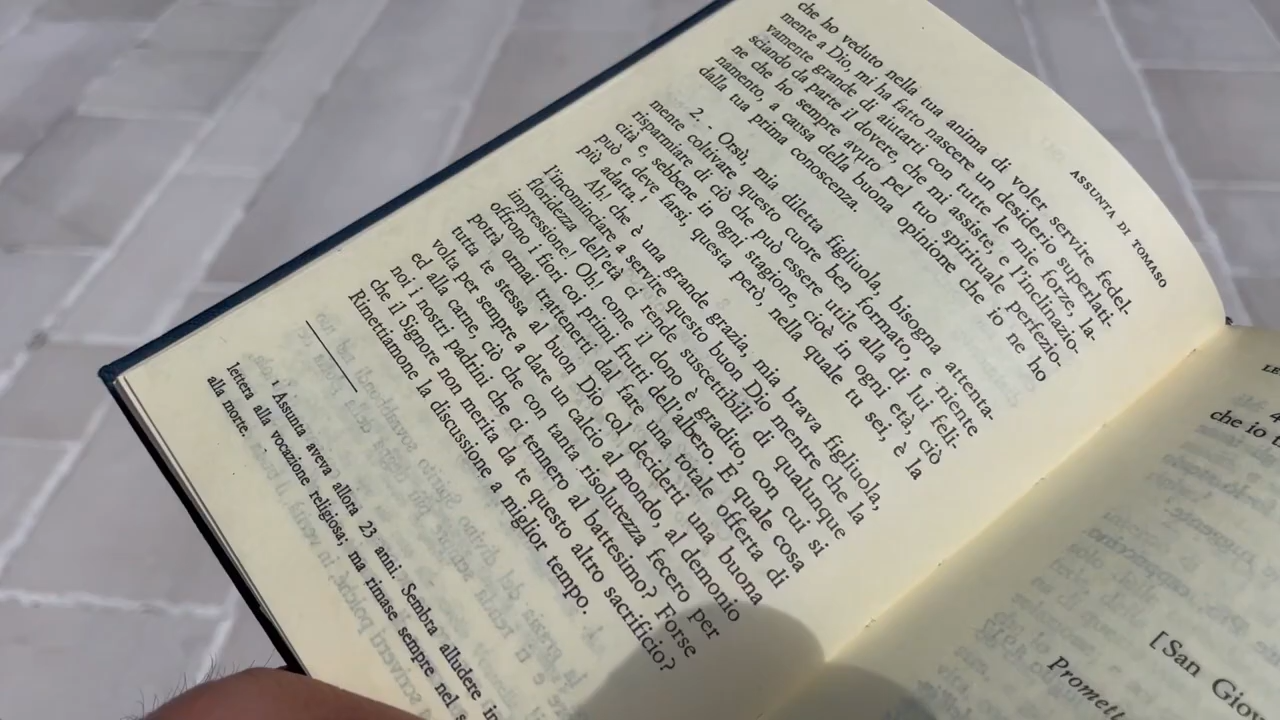 ASSUNTA DI TOMASO
che ho veduto nella tua anima di voler servire fedel-
mente a Dio, mi ha fatto nascere un desiderio superlati-
vamente grande di aiutarti con tutte le mie forze, la-
sciando da parte il dovere, che mi assiste, e l'inclinazio-
ne che ho sempre avuto pel tuo spirituale perfezio-
namento, a causa della buona opinione che io ne ho
dalla tua prima conoscenza.
2. - Orsù, mia diletta figliuola, bisogna attenta-
mente coltivare questo cuore ben formato, e niente
risparmiare di ciò che può essere utile alla di lui feli-
cità e, sebbene in ogni stagione, cioè in ogni età, ciò
può e deve farsi, questa però, nella quale tu sei, è la
più adatta.¹
Ah! che è una grande grazia, mia brava figliuola,
l'incominciare a servire questo buon Dio mentre che la
floridezza dell'età ci rende suscettibili di qualunque
impressione! Oh! come il dono è gradito, con cui si
offrono i fiori coi primi frutti dell'albero. E quale cosa
potrà ormai trattenerti dal fare una totale offerta di
tutta te stessa al buon Dio col deciderti una buona
volta per sempre a dare un calcio al mondo, al demonio
ed alla carne, ciò che con tanta risolutezza fecero per
noi i nostri padrini che ci tennero al battesimo? Forse
che il Signore non merita da te questo altro sacrificio?
Rimettiamone la discussione a miglior tempo.
¹ Assunta aveva allora 23 anni. Sembra alludere in
lettera alla vocazione religiosa; ma rimase sempre nel s
alla morte.
LE
4
che io
[San Giov
Promett